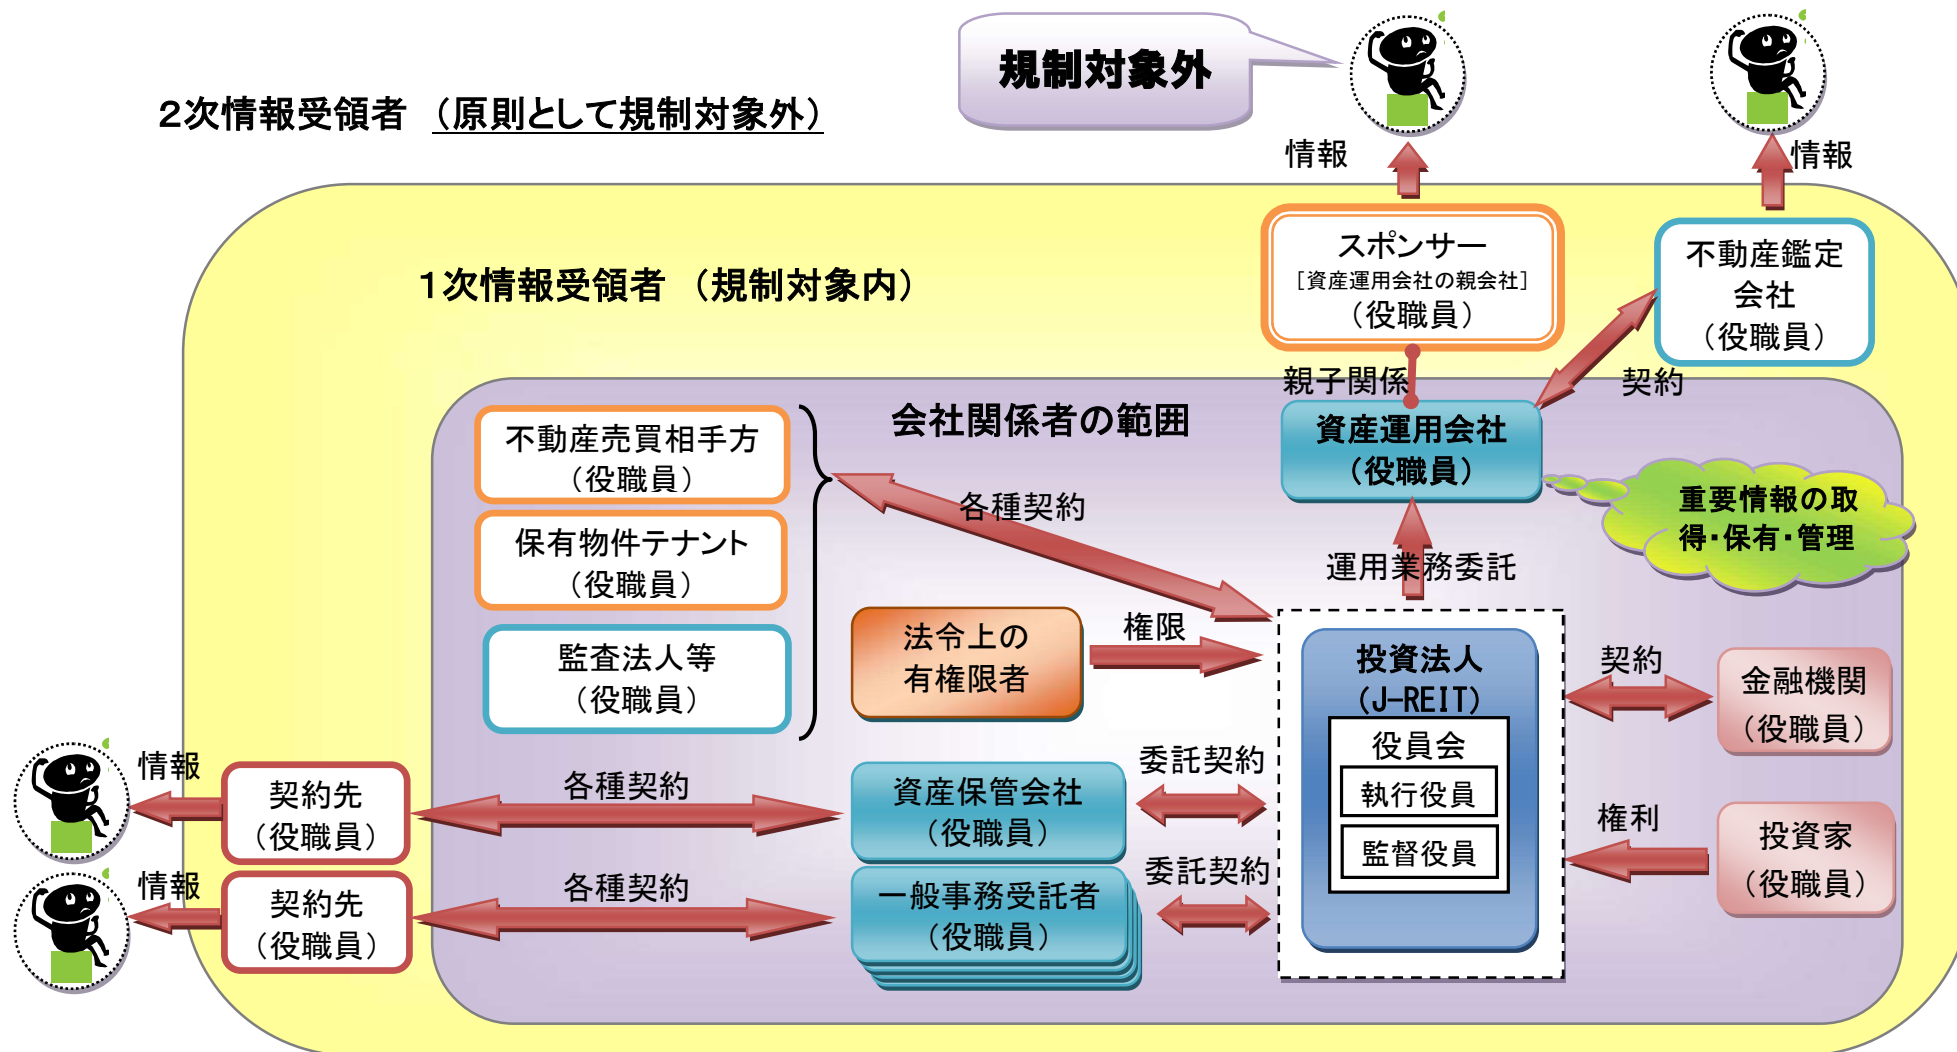 規制対象外
２次情報受領者 （原則として規制対象外）
情報
情報
１次情報受領者 （規制対象内）
スポンサー
［資産運用会社の親会社］
（役職員）
不動産鑑定
会社
（役職員）
親子関係
契約
会社関係者の範囲
資産運用会社
（役職員）
不動産売買相手方
（役職員）
各種契約
重要情報の取
得・保有・管理
保有物件テナント
（役職員）
運用業務委託
監査法人等
（役職員）
法令上の
有権限者
権限
投資法人
（J-REIT）
役員会
執行役員
監督役員
契約
金融機関
（役職員）
権利
投資家
（役職員）
情報
契約先
（役職員）
各種契約
資産保管会社
（役職員）
委託契約
情報
契約先
（役職員）
各種契約
一般事務受託者
（役職員）
委託契約